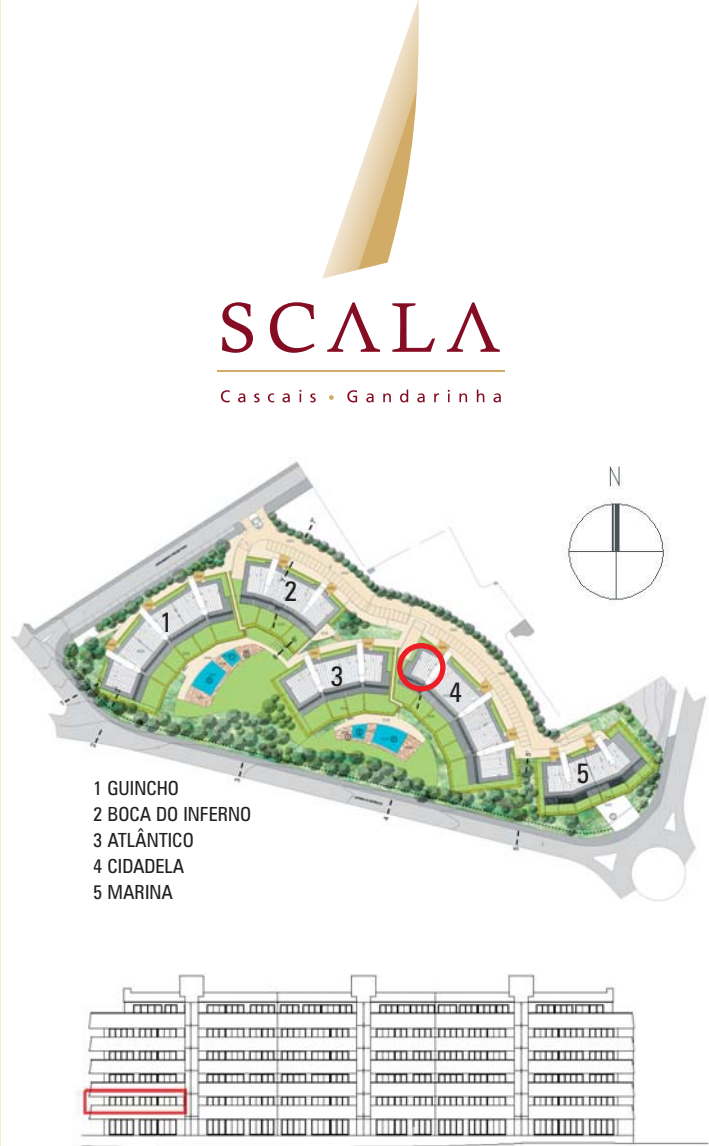 SCALA
Cascais • Gandarinha
N
1
2
3
4
5
1 GUINCHO
2 BOCA DO INFERNO
3 ATLÂNTICO
4 CIDADELA
5 MARINA